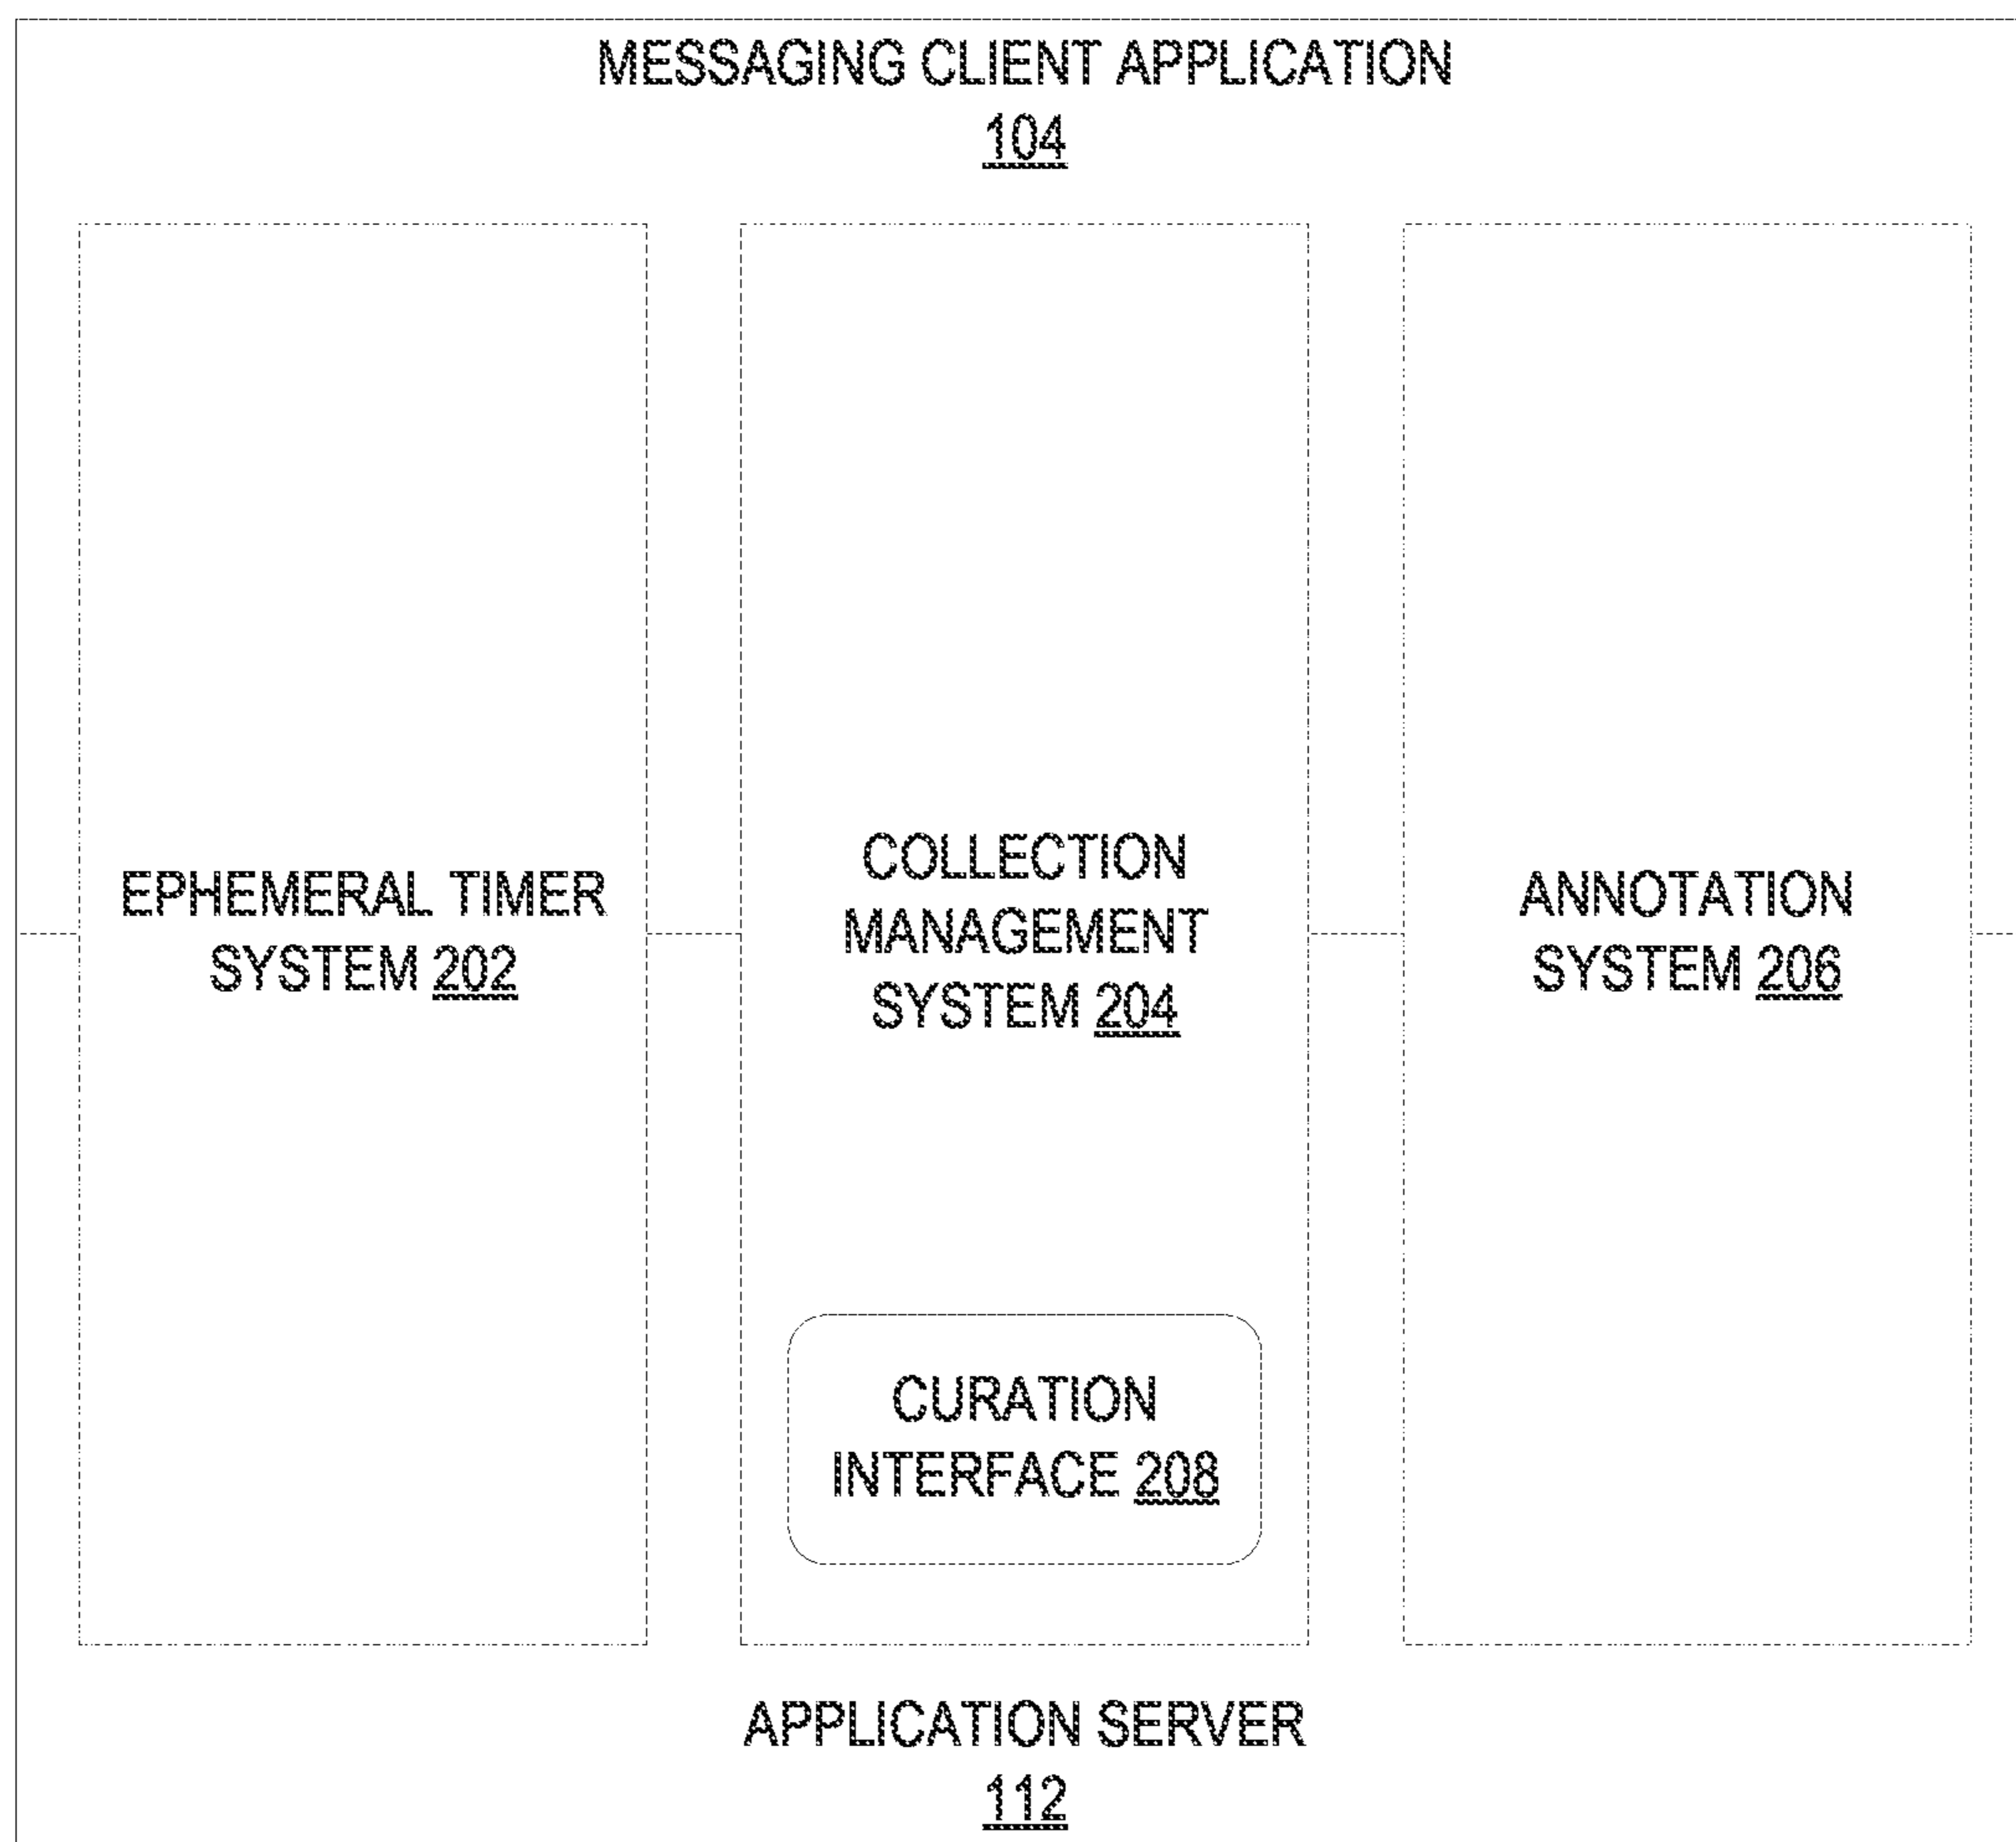 MESSAGING CLIENT APPLICATION
104
EPHEMERAL TIMER
SYSTEM 202
COLLECTION
MANAGEMENT
SYSTEM 204
CURATION
INTERFACE 208
ANNOTATION
SYSTEM 206
APPLICATION SERVER
112